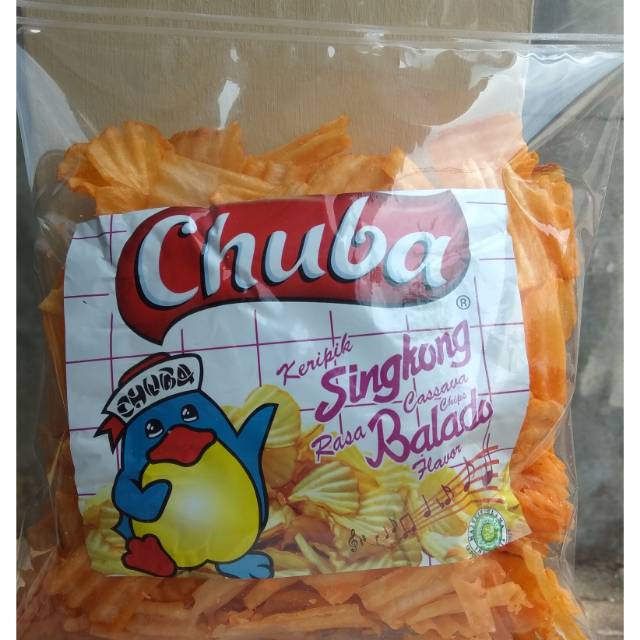 Chuba
®
Keripik
Singkong
Cassava
Chips
Rasa
Balado
Flavor
CHUBA